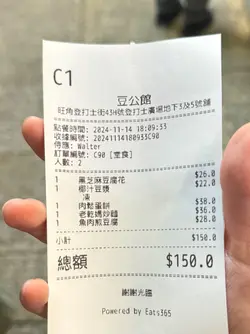 C1
豆公館
旺角登打士街43H號登打士廣場地下3及5號舖
點餐時間: 2024-11-14 18:09:33
收據編號: 20241114180933C90
侍應: Walter
訂單編號: C90 [堂食]
人數: 2
1 黑芝麻豆腐花 $26.0
1 椰汁豆漿 $22.0
凍
1 肉鬆蛋餅 $38.0
1 老乾媽炒麵 $36.0
1 魚肉煎豆腐 $28.0
小計 $150.0
總額 $150.0
謝謝光臨
Powered by Eats365